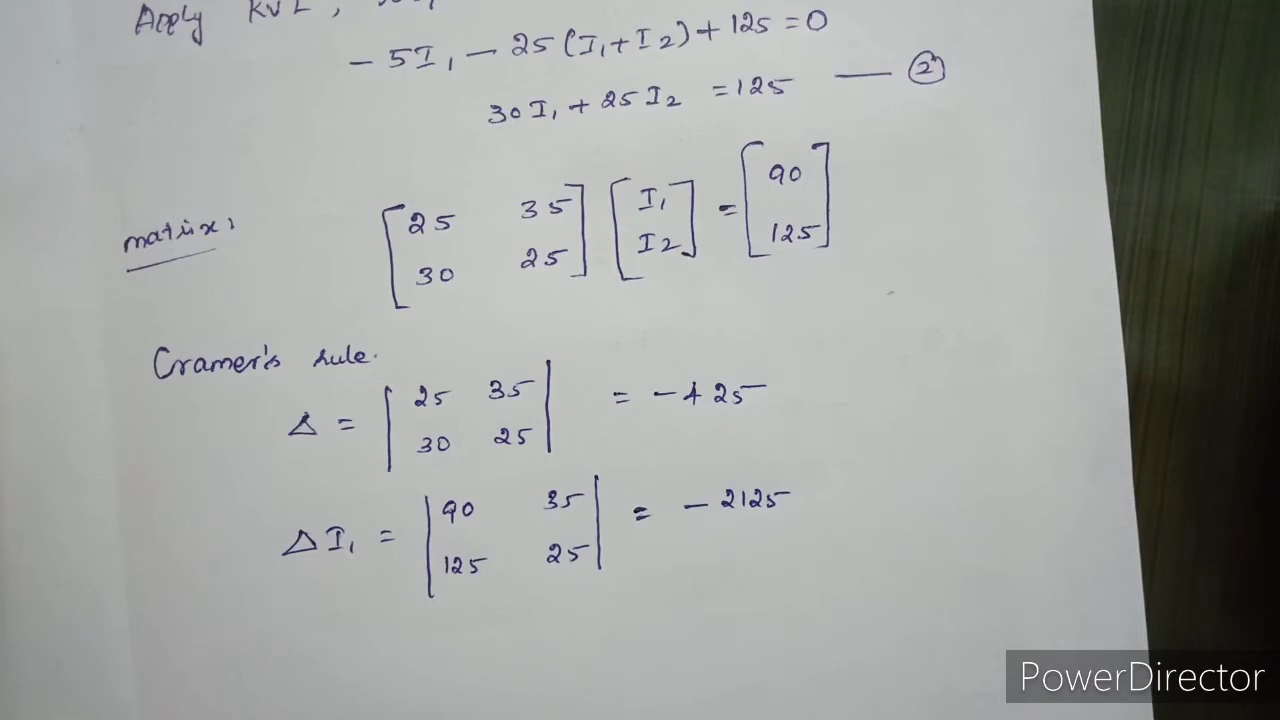 Apply KVL,
- 5I₁ - 25 (I₁+I2) + 125 = 0
30 I₁ + 25 I2 = 125 — ②
matrix: [25 35; 30 25] [I₁; I2] = [90; 125]
Cramer's rule.
Δ = |25 35; 30 25| = - 425
Δ I₁ = |90 35; 125 25| = - 2125
PowerDirector